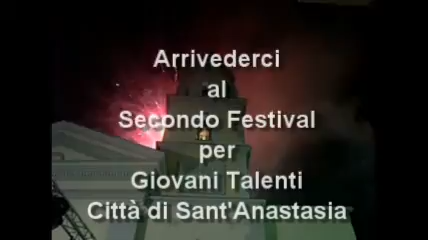 Arrivederci
al
Secondo Festival
per
Giovani Talenti
Città di Sant'Anastasia